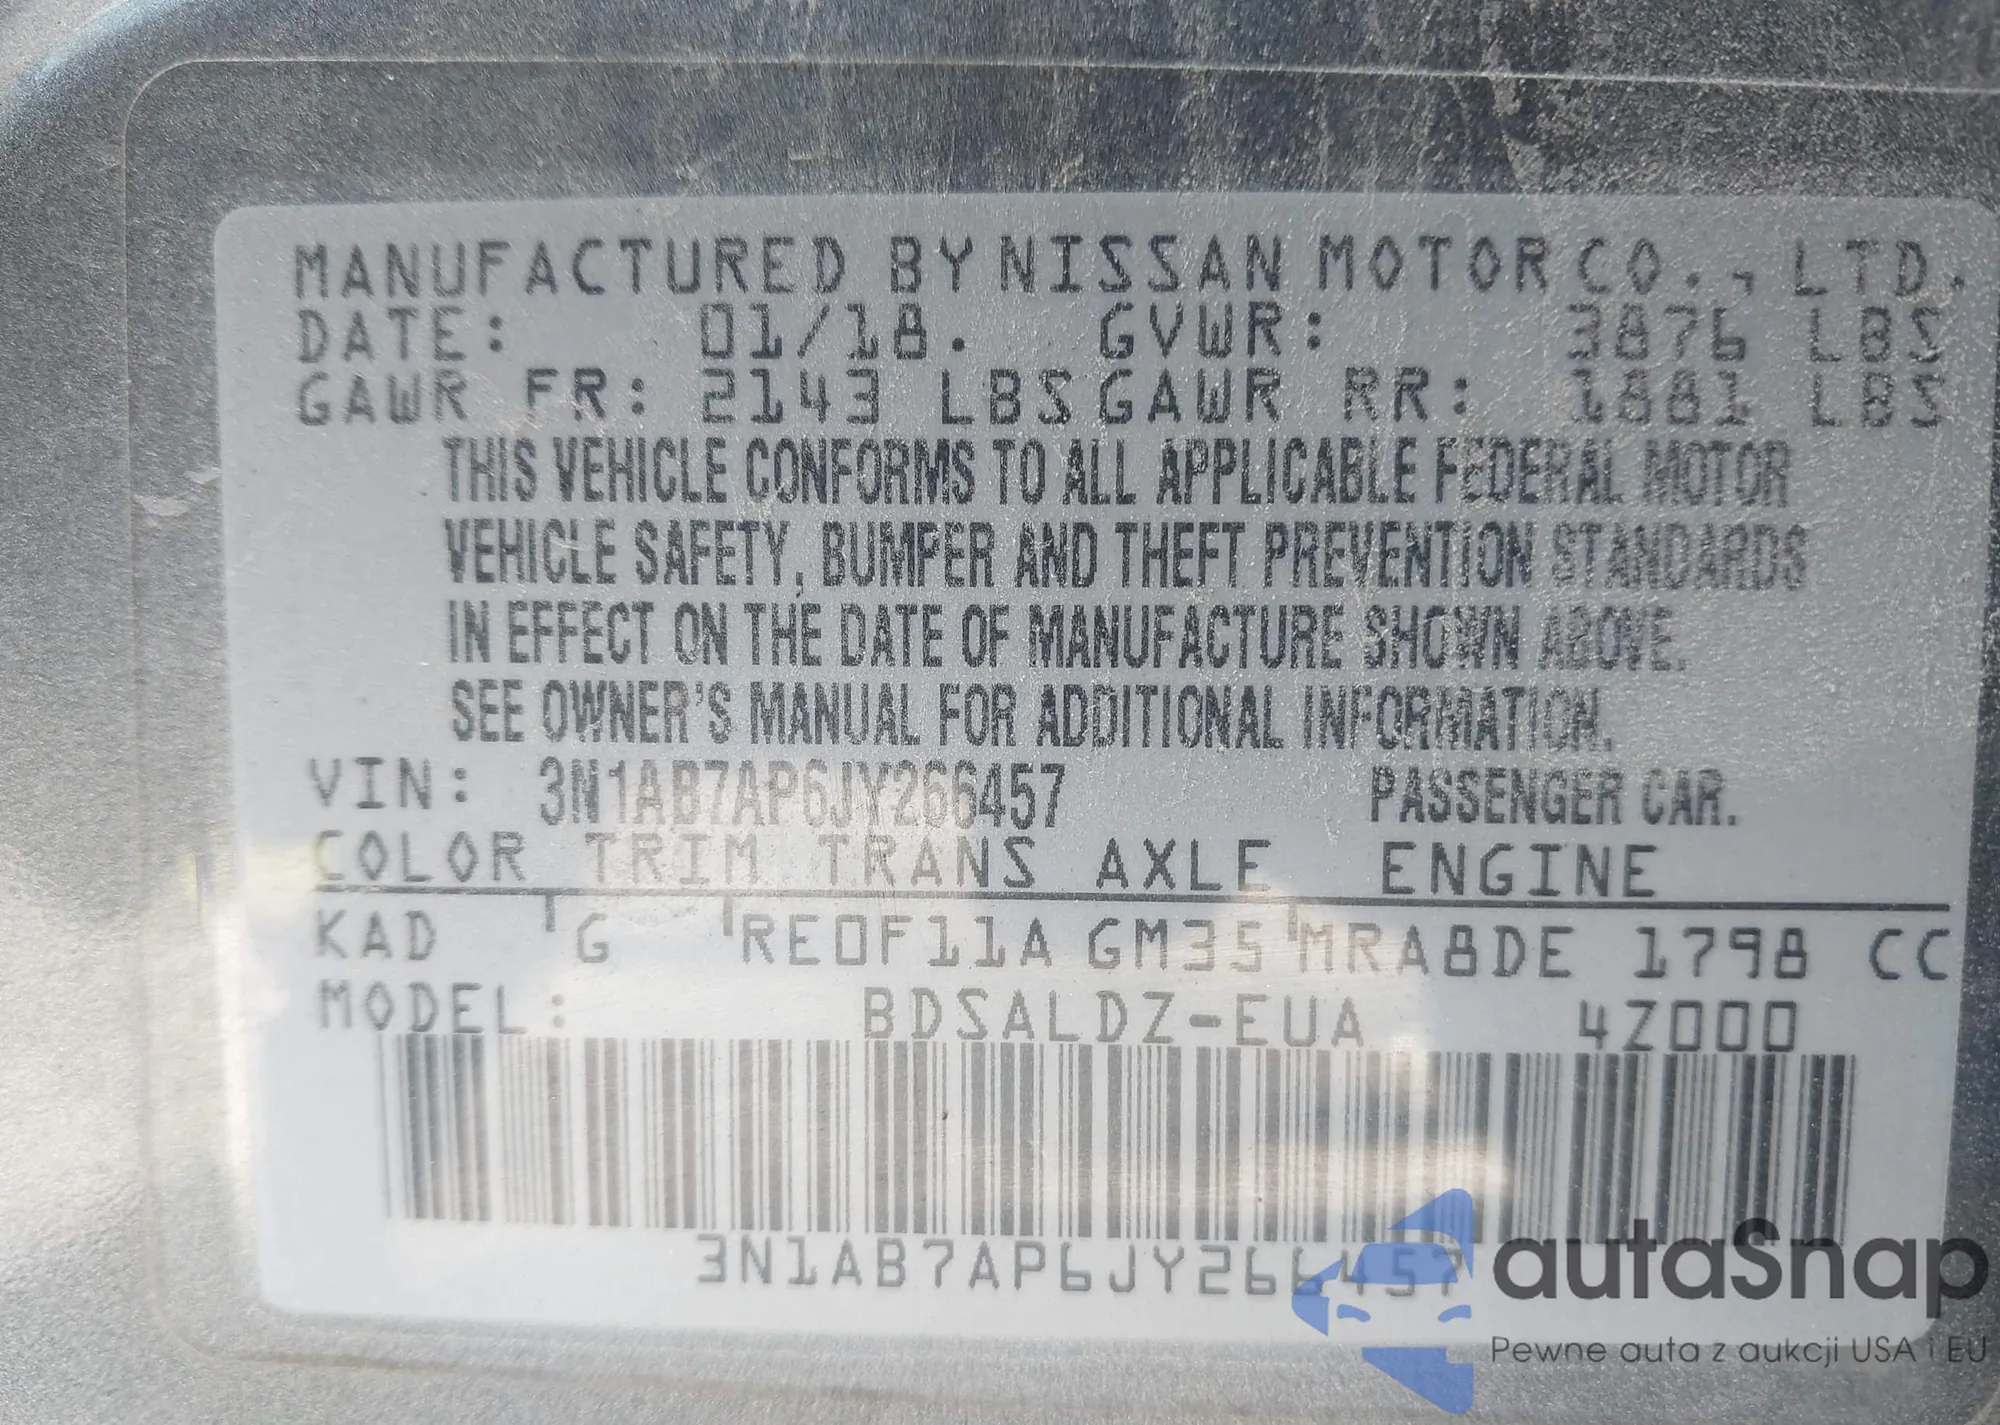 MANUFACTURED BY NISSAN MOTOR CO., LTD.
DATE: 01/18. GVWR: 3876 LBS
GAWR FR: 2143 LBS GAWR RR: 1881 LBS
THIS VEHICLE CONFORMS TO ALL APPLICABLE FEDERAL MOTOR
VEHICLE SAFETY, BUMPER AND THEFT PREVENTION STANDARDS
IN EFFECT ON THE DATE OF MANUFACTURE SHOWN ABOVE.
SEE OWNER'S MANUAL FOR ADDITIONAL INFORMATION.
VIN: 3N1AB7AP6JY266457 PASSENGER CAR.
COLOR TRIM TRANS AXLE ENGINE
KAD G RE0F11A GM35 MRA8DE 1798 CC
MODEL: BDSALDZ-EUA 4Z000
3N1AB7AP6JY266457
autaSnap
Pewne auta z aukcji USA i EU